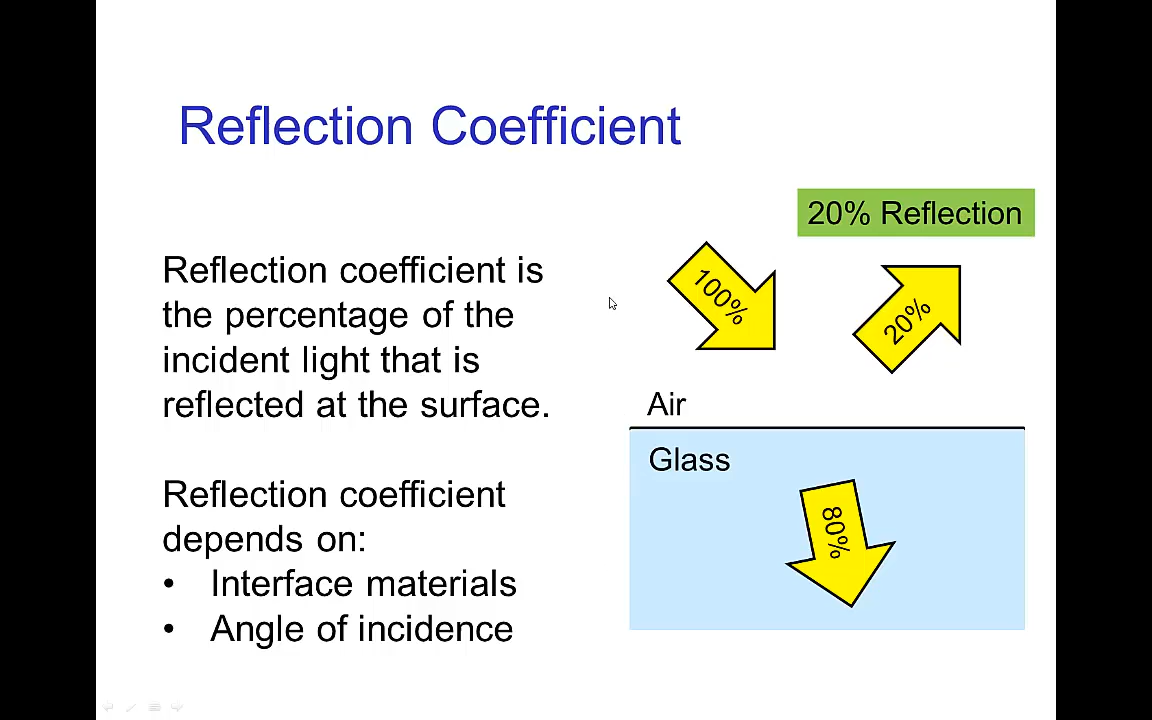 Reflection Coefficient
20% Reflection
Reflection coefficient is
the percentage of the
incident light that is
reflected at the surface.
100%
20%
Air
Glass
80%
Reflection coefficient
depends on:
• Interface materials
• Angle of incidence